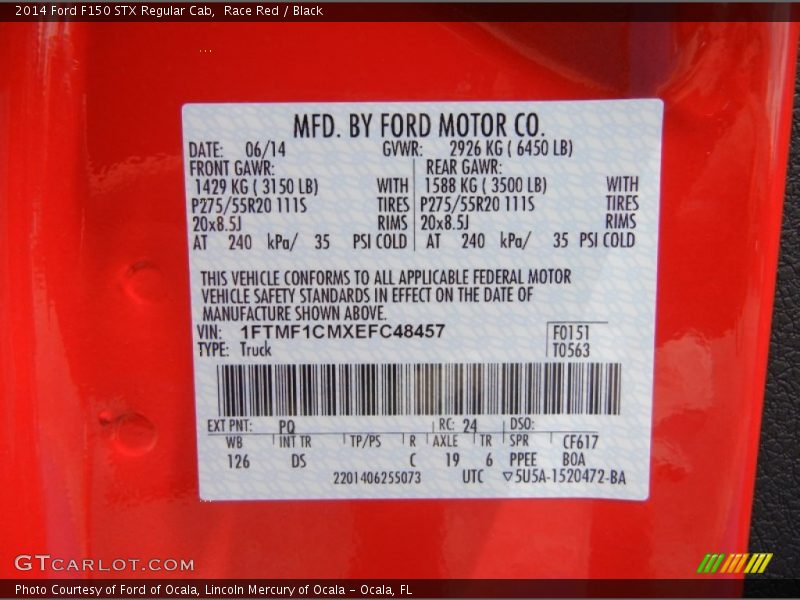 2014 Ford F150 STX Regular Cab,  Race Red / Black
MFD. BY FORD MOTOR CO.
DATE: 06/14 GVWR: 2926 KG ( 6450 LB)
FRONT GAWR: REAR GAWR:
1429 KG ( 3150 LB) WITH 1588 KG ( 3500 LB) WITH
P275/55R20 111S TIRES P275/55R20 111S TIRES
20x8.5J RIMS 20x8.5J RIMS
AT 240 kPa/ 35 PSI COLD AT 240 kPa/ 35 PSI COLD
THIS VEHICLE CONFORMS TO ALL APPLICABLE FEDERAL MOTOR
VEHICLE SAFETY STANDARDS IN EFFECT ON THE DATE OF
MANUFACTURE SHOWN ABOVE.
VIN: 1FTMF1CMXEFC48457 F0151
TYPE: Truck T0563
EXT PNT: PQ RC: 24 DSO:
WB INT TR TP/PS R AXLE TR SPR CF617
126 DS C 19 6 PPEE BOA
2201406255073 UTC ▽5U5A-1520472-BA
GTCARLOT.COM
Photo Courtesy of Ford of Ocala, Lincoln Mercury of Ocala - Ocala, FL